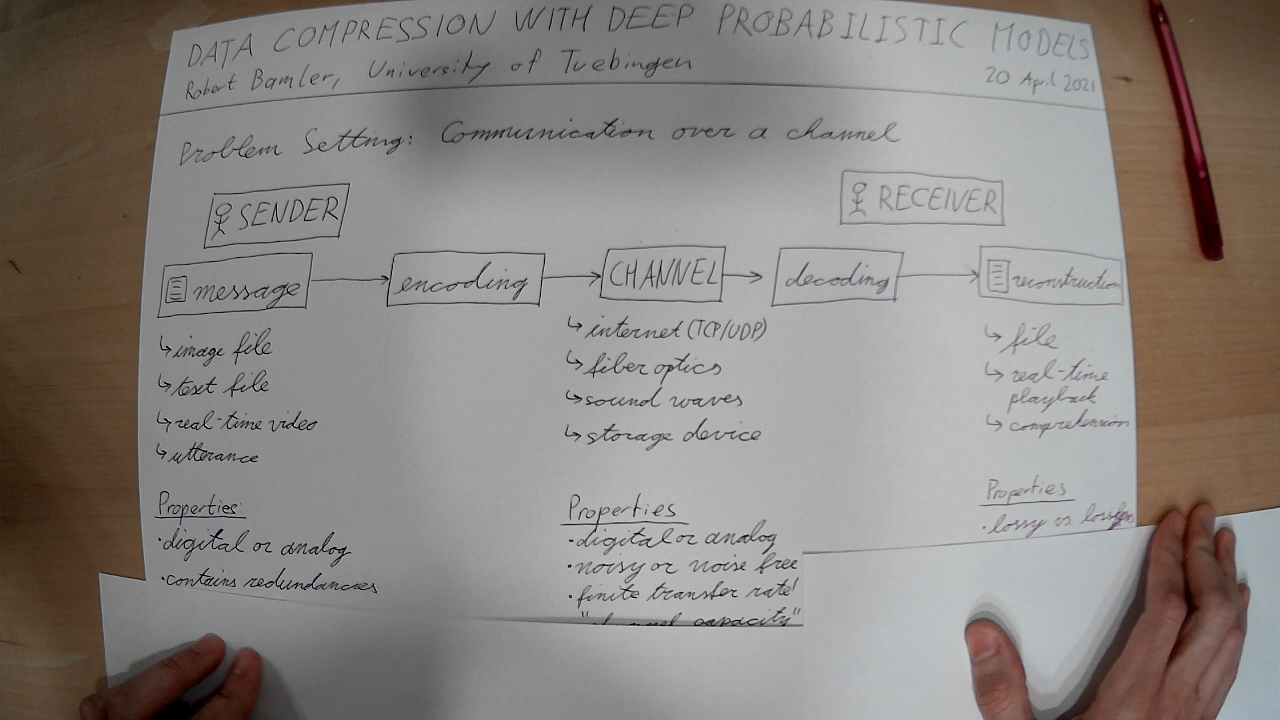 DATA COMPRESSION WITH DEEP PROBABILISTIC MODELS
Robert Bamler, University of Tuebingen
20 April 2021
Problem Setting: Communication over a channel
SENDER
RECEIVER
message
encoding
CHANNEL
decoding
reconstruction
↳ image file
↳ text file
↳ real-time video
↳ utterance
Properties:
· digital or analog
· contains redundancies
↳ internet (TCP/UDP)
↳ fiber optics
↳ sound waves
↳ storage device
Properties
· digital or analog
· noisy or noise free
· finite transfer rate
"channel capacity"
↳ file
↳ real-time
playback
↳ comprehension
Properties
· lossy vs lossless